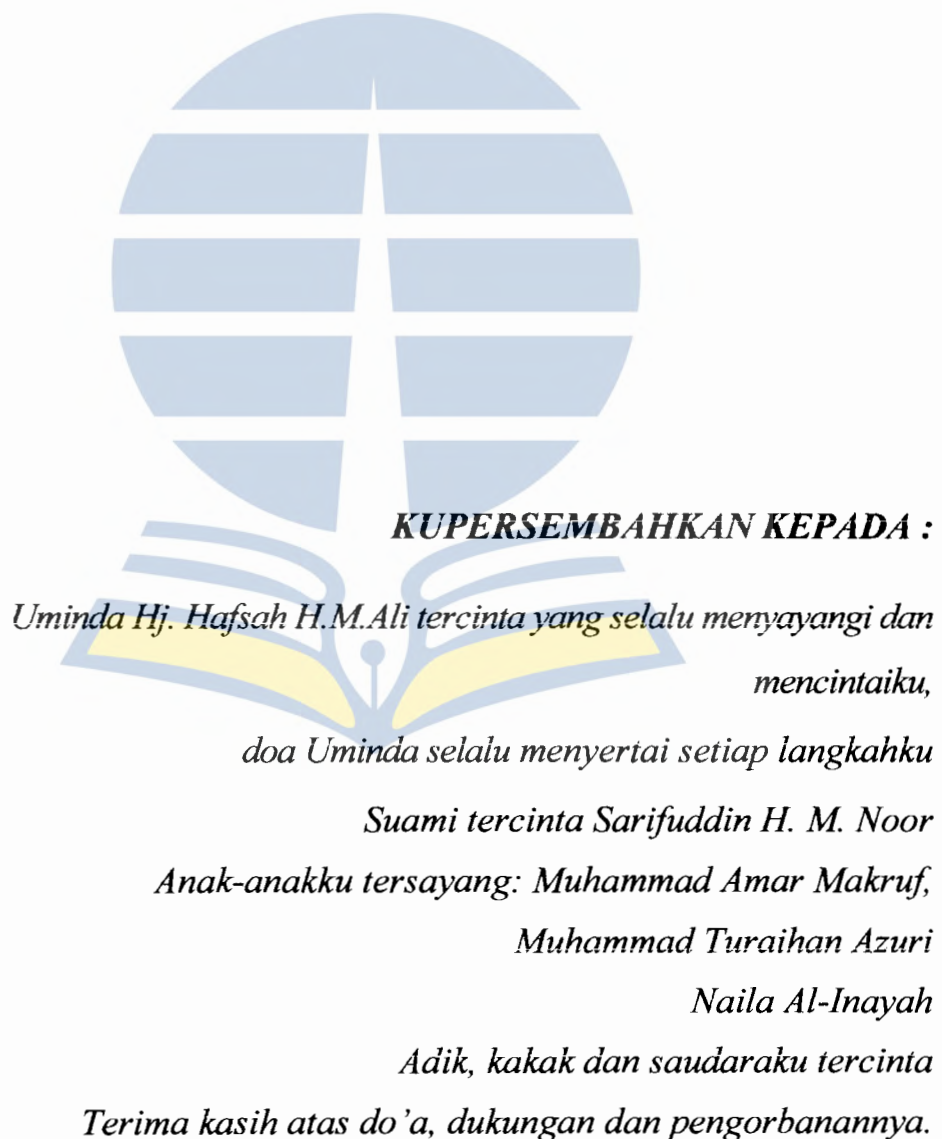 KUPERSEMBAHKAN KEPADA :
Uminda Hj. Hafsah H.M.Ali tercinta yang selalu menyayangi dan
mencintaiku,
doa Uminda selalu menyertai setiap langkahku
Suami tercinta Sarifuddin H. M. Noor
Anak-anakku tersayang: Muhammad Amar Makruf,
Muhammad Turaihan Azuri
Naila Al-Inayah
Adik, kakak dan saudaraku tercinta
Terima kasih atas do'a, dukungan dan pengorbanannya.